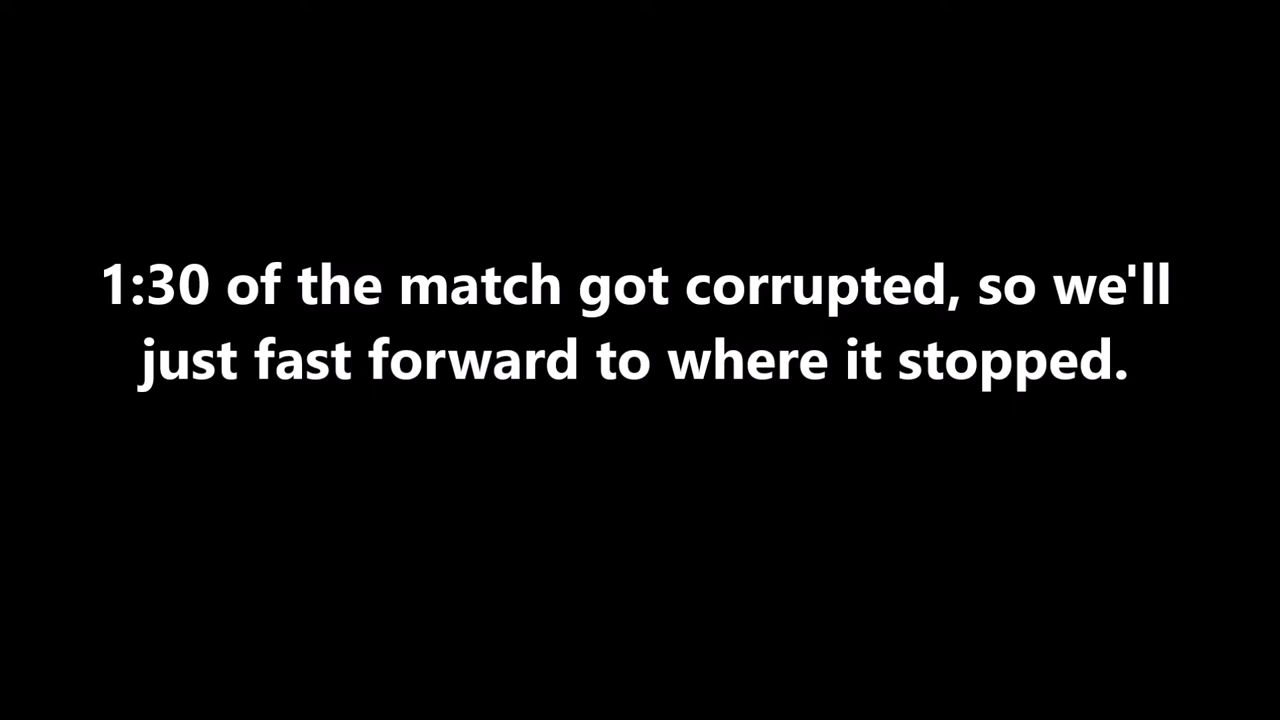 1:30 of the match got corrupted, so we'll
just fast forward to where it stopped.